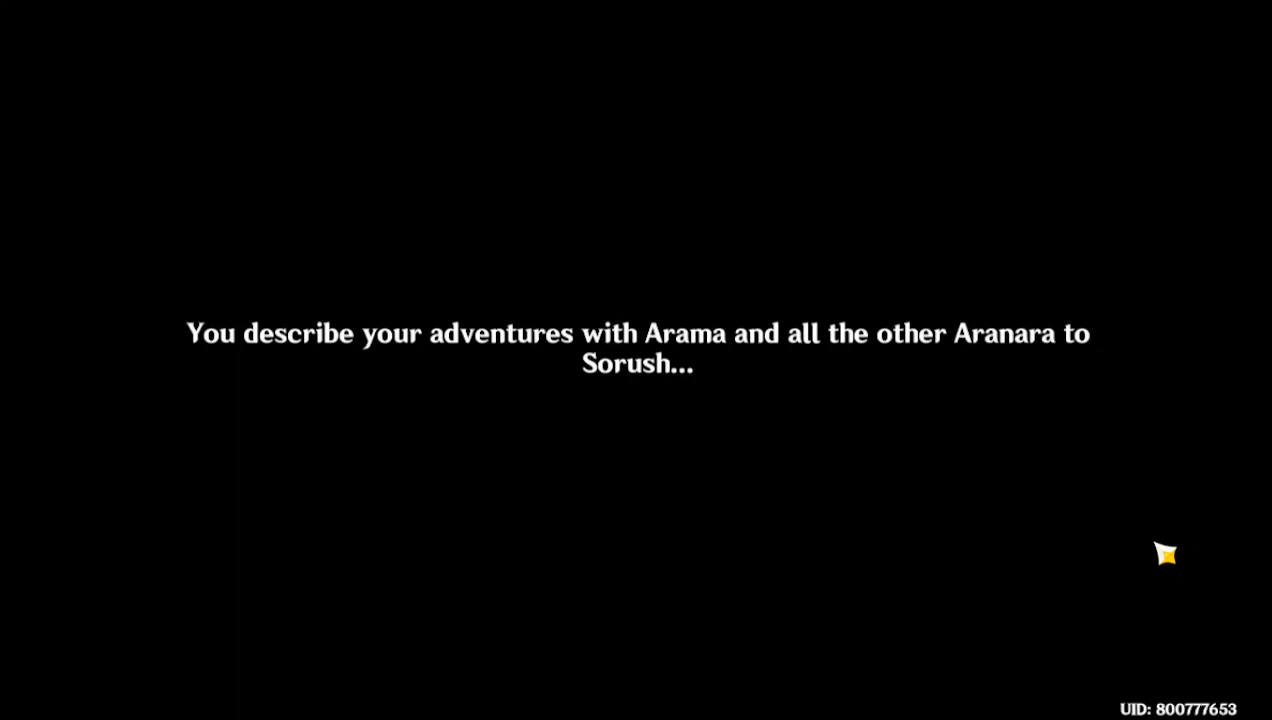 You describe your adventures with Arama and all the other Aranara to
Sorush...
UID: 800777653